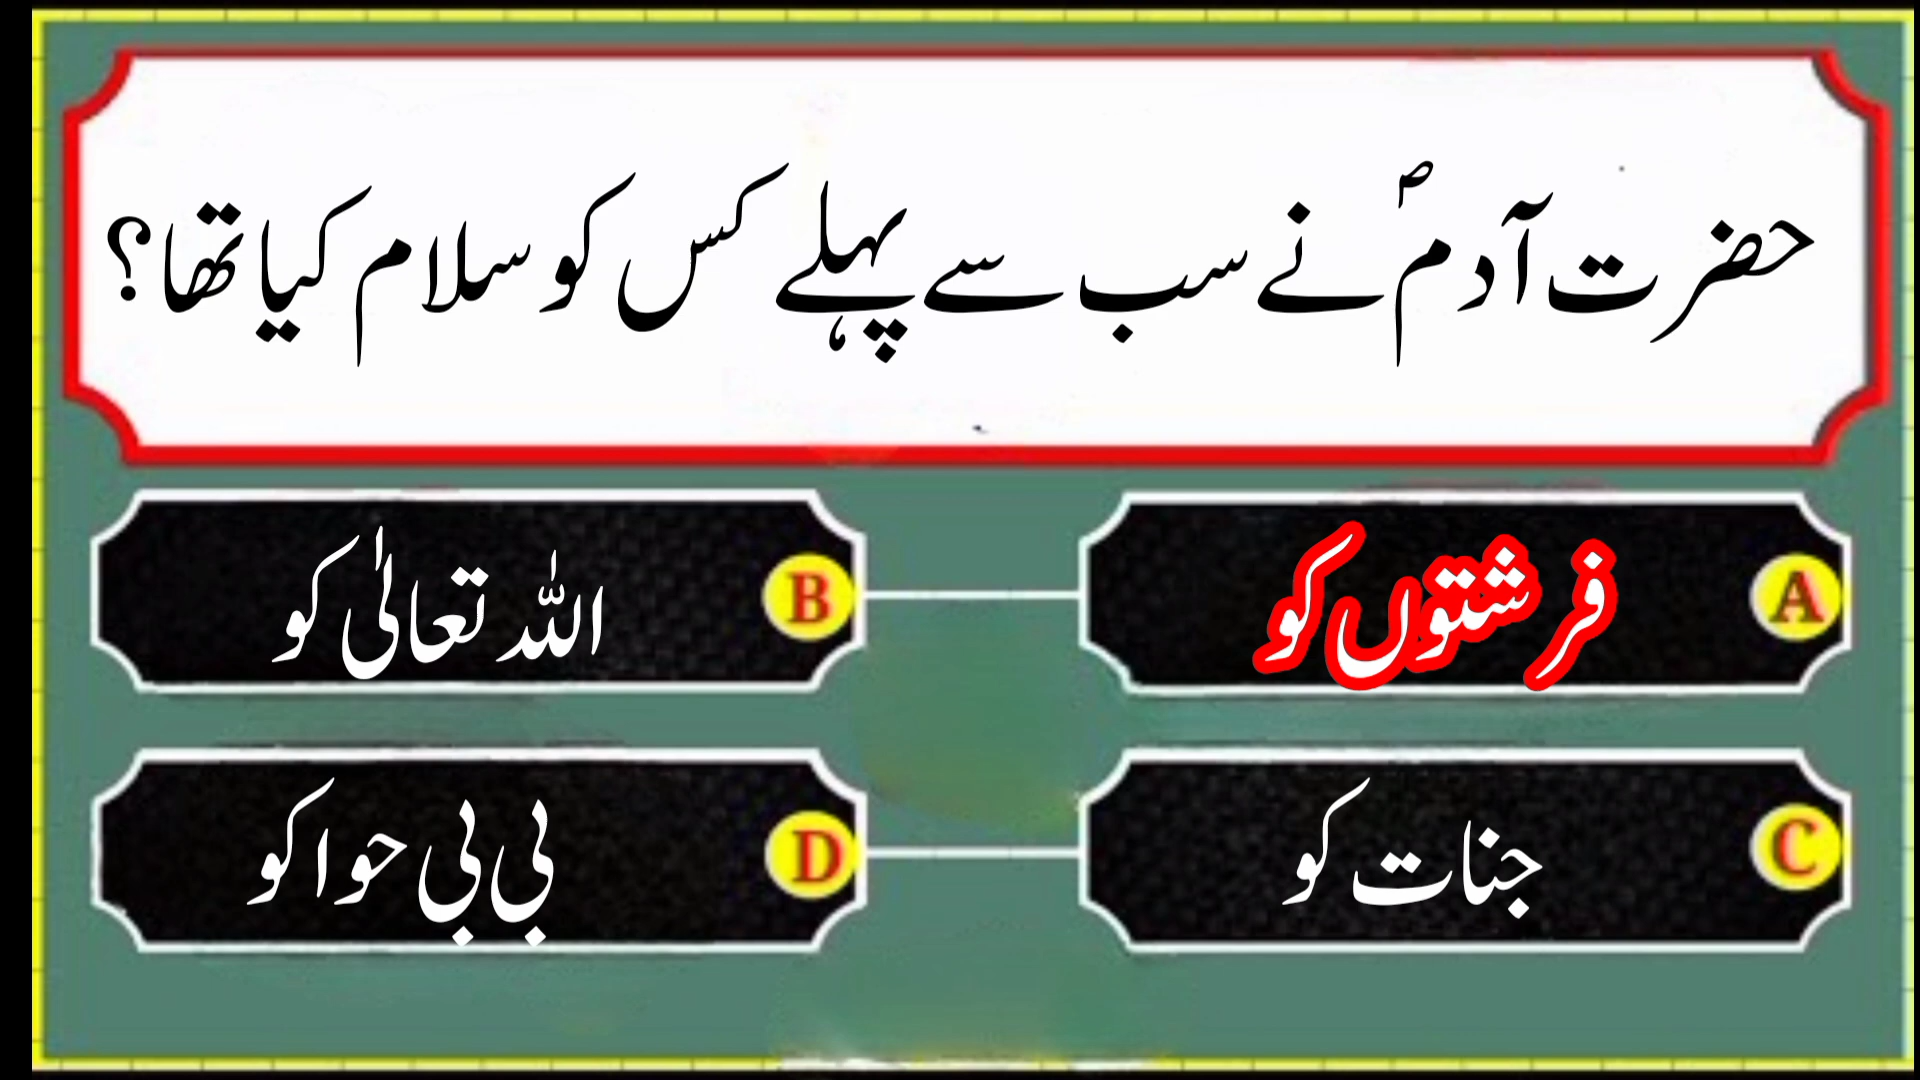 حضرت آدمؐ نے سب سے پہلے کس کو سلام کیا تھا؟
فرشتوں کو A
اللہ تعالیٰ کو B
جنات کو C
بی بی حوا کو D